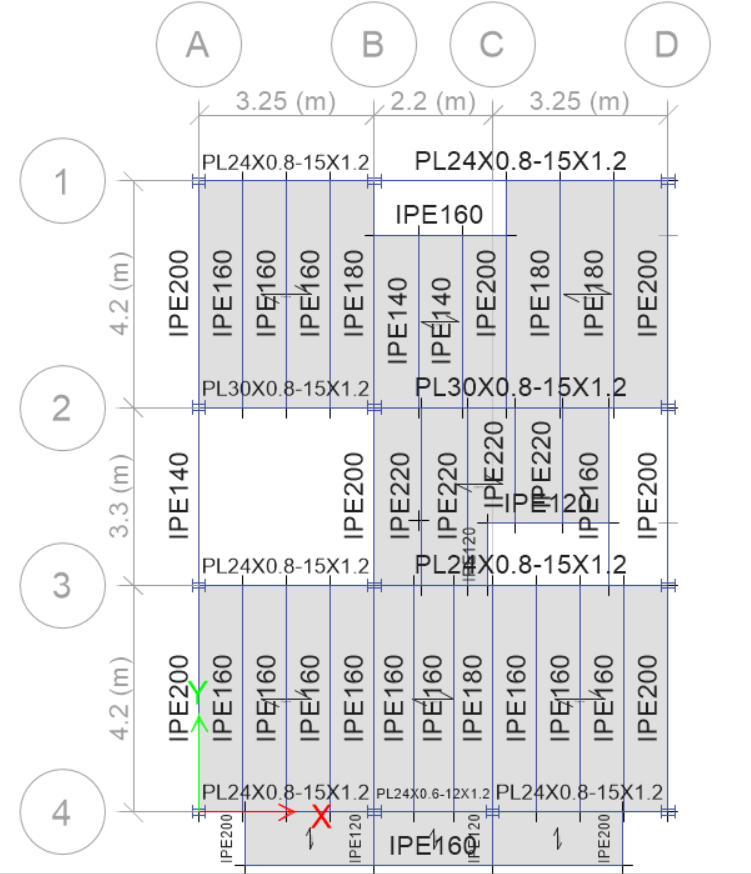 A B C D
3.25 (m) 2.2 (m) 3.25 (m)
PL24X0.8-15X1.2 PL24X0.8-15X1.2
1
IPE160
4.2 (m)
IPE200 IPE160 IPE160 IPE160 IPE180 IPE140 IPE140 IPE200 IPE180 IPE180 IPE200
PL30X0.8-15X1.2 PL30X0.8-15X1.2
2
3.3 (m)
IPE140 IPE200 IPE220 IPE220 IPE220 IPE220 IPE160 IPE200
IPE120
IPE120
PL24X0.8-15X1.2 PL24X0.8-15X1.2
3
4.2 (m)
IPE200 IPE160 IPE160 IPE160 IPE160 IPE160 IPE160 IPE180 IPE160 IPE160 IPE160 IPE200
Y
PL24X0.8-15X1.2 PL24X0.6-12X1.2 PL24X0.8-15X1.2
4
X
IPE200 IPE120 IPE120 IPE200
IPE160